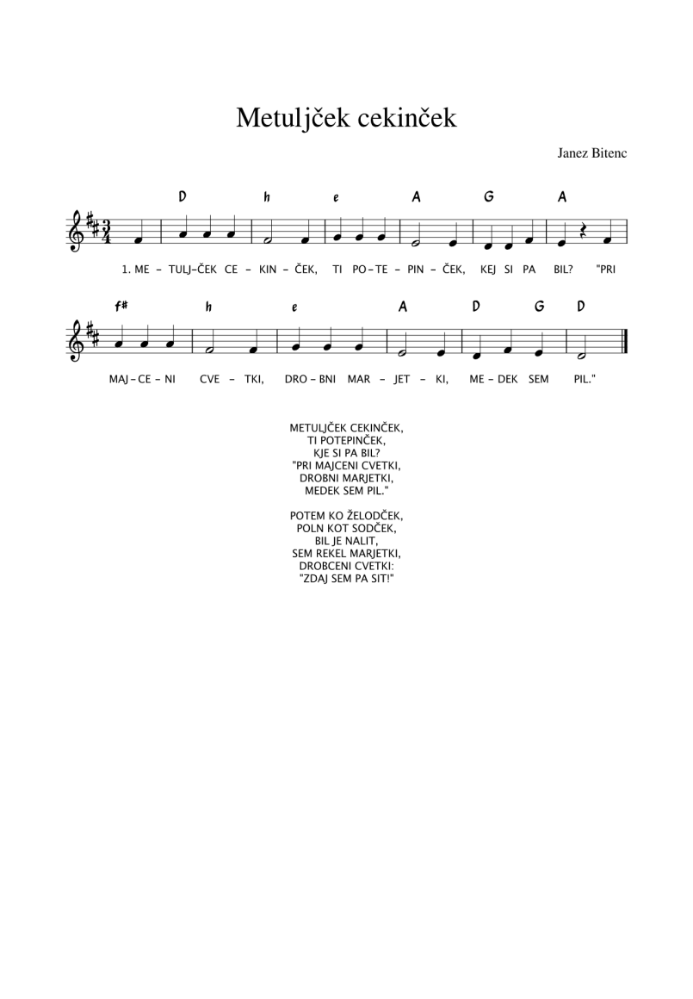 Metuljček cekinček
Janez Bitenc
D h e A G A
1. ME - TULJ-ČEK CE - KIN - ČEK, TI PO-TE - PIN - ČEK, KEJ SI PA BIL? "PRI
f# h e A D G D
MAJ-CE - NI CVE - TKI, DRO-BNI MAR - JET - KI, ME-DEK SEM PIL."
METULJČEK CEKINČEK,
TI POTEPINČEK,
KJE SI PA BIL?
"PRI MAJCENI CVETKI,
DROBNI MARJETKI,
MEDEK SEM PIL."
POTEM KO ŽELODČEK,
POLN KOT SODČEK,
BIL JE NALIT,
SEM REKEL MARJETKI,
DROBCENI CVETKI:
"ZDAJ SEM PA SIT!"